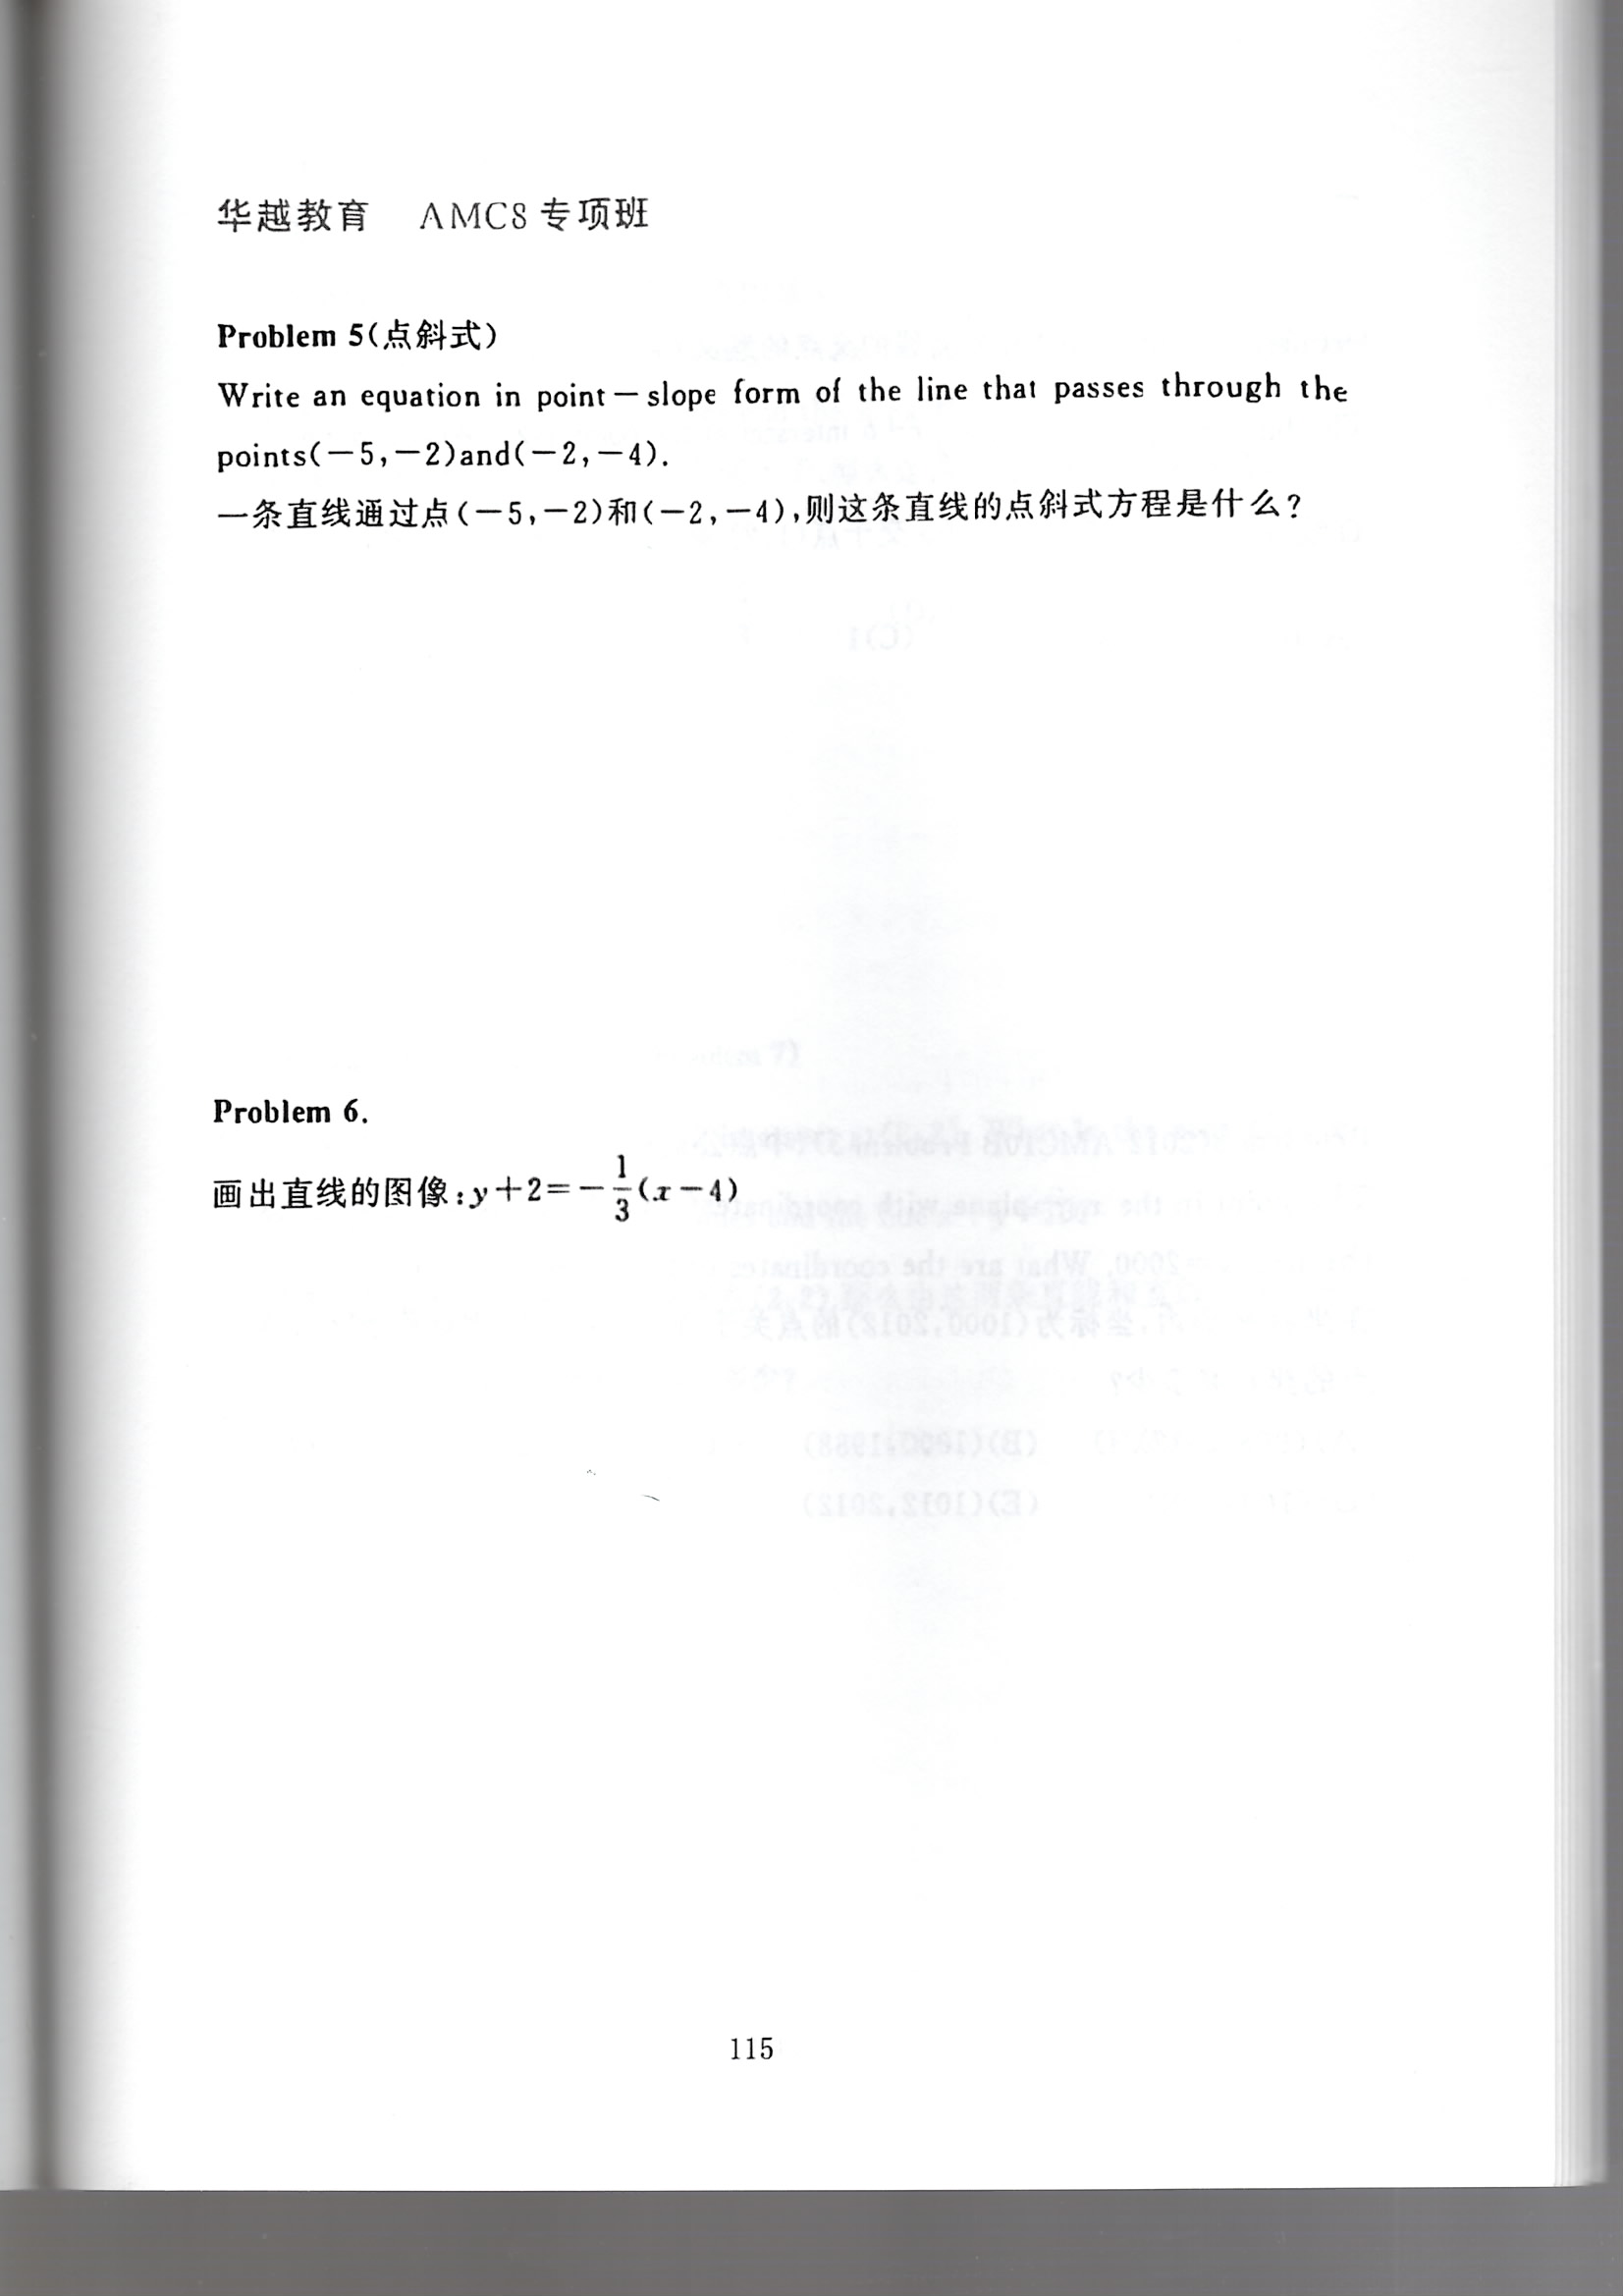 华越教育 AMC8 专项班
Problem 5(点斜式)
Write an equation in point—slope form of the line that passes through the
points(－5,－2)and(－2,－4).
一条直线通过点(－5,－2)和(－2,－4),则这条直线的点斜式方程是什么?
Problem 6.
画出直线的图像:y+2=－1/3(x－4)
115